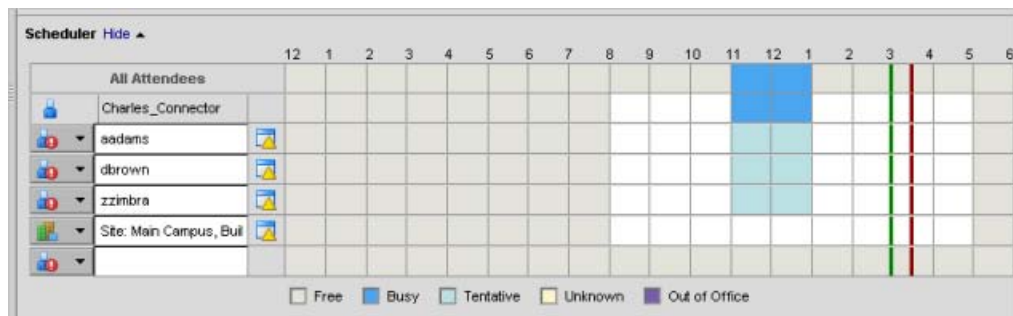 Scheduler Hide
12 1 2 3 4 5 6 7 8 9 10 11 12 1 2 3 4 5 6
All Attendees
Charles_Connector
aadams
dbrown
zzimbra
Site: Main Campus, Buil
Free Busy Tentative Unknown Out of Office